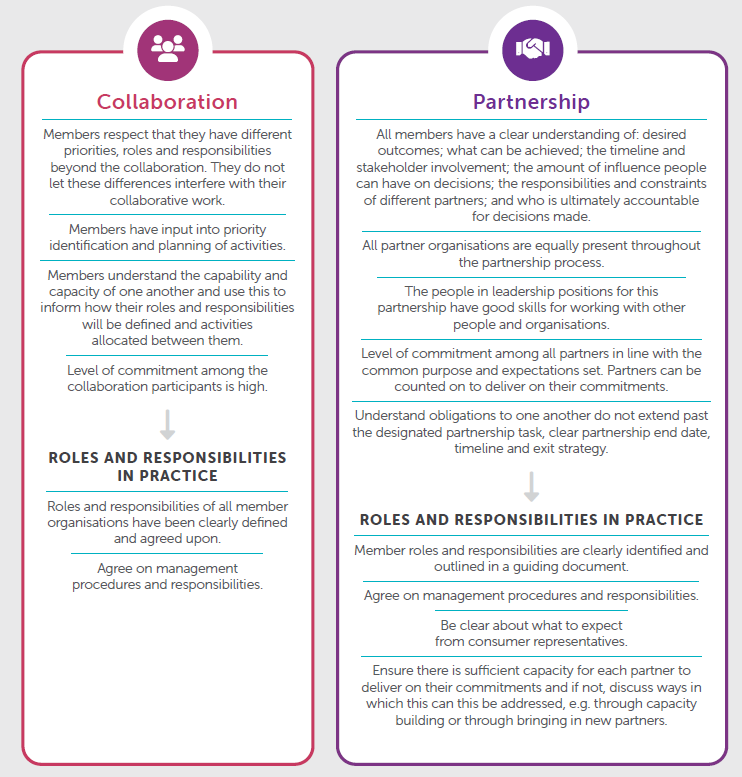 Collaboration
Members respect that they have different
priorities, roles and responsibilities
beyond the collaboration. They do not
let these differences interfere with their
collaborative work.
Members have input into priority
identification and planning of activities.
Members understand the capability and
capacity of one another and use this to
inform how their roles and responsibilities
will be defined and activities
allocated between them.
Level of commitment among the
collaboration participants is high.
ROLES AND RESPONSIBILITIES
IN PRACTICE
Roles and responsibilities of all member
organisations have been clearly defined
and agreed upon.
Agree on management
procedures and responsibilities.
Partnership
All members have a clear understanding of: desired
outcomes; what can be achieved; the timeline and
stakeholder involvement; the amount of influence people
can have on decisions; the responsibilities and constraints
of different partners; and who is ultimately accountable
for decisions made.
All partner organisations are equally present throughout
the partnership process.
The people in leadership positions for this
partnership have good skills for working with other
people and organisations.
Level of commitment among all partners in line with the
common purpose and expectations set. Partners can be
counted on to deliver on their commitments.
Understand obligations to one another do not extend past
the designated partnership task, clear partnership end date,
timeline and exit strategy.
ROLES AND RESPONSIBILITIES IN PRACTICE
Member roles and responsibilities are clearly identified and
outlined in a guiding document.
Agree on management procedures and responsibilities.
Be clear about what to expect
from consumer representatives.
Ensure there is sufficient capacity for each partner to
deliver on their commitments and if not, discuss ways in
which this can this be addressed, e.g. through capacity
building or through bringing in new partners.